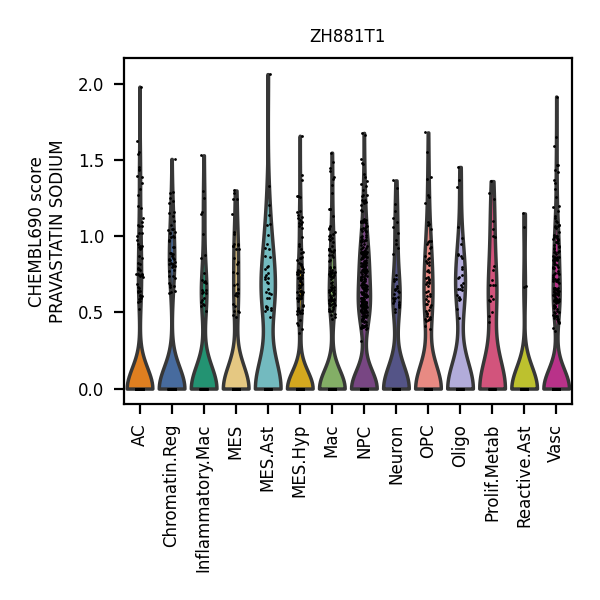 ZH881T1
CHEMBL690 score
PRAVASTATIN SODIUM
2.0
1.5
1.0
0.5
0.0
AC
Chromatin.Reg
Inflammatory.Mac
MES
MES.Ast
MES.Hyp
Mac
NPC
Neuron
OPC
Oligo
Prolif.Metab
Reactive.Ast
Vasc